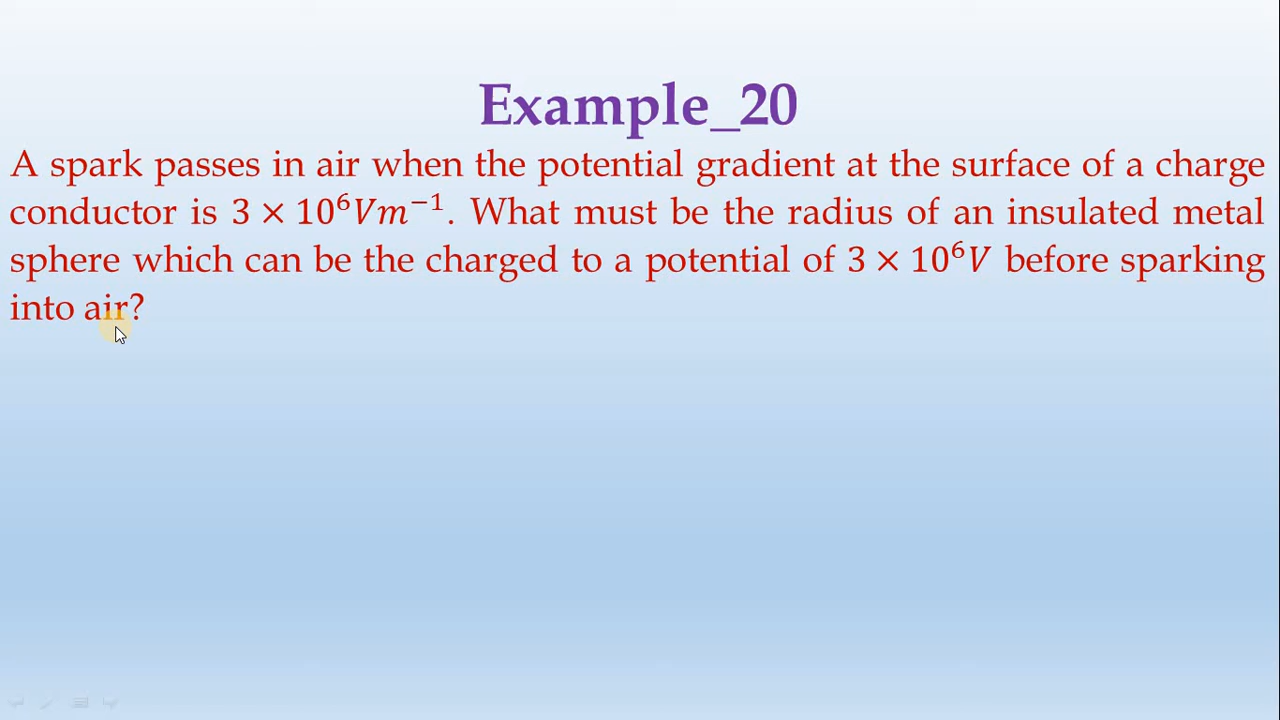 Example_20
A spark passes in air when the potential gradient at the surface of a charge
conductor is 3 × 10⁶Vm⁻¹. What must be the radius of an insulated metal
sphere which can be the charged to a potential of 3 × 10⁶V before sparking
into air?